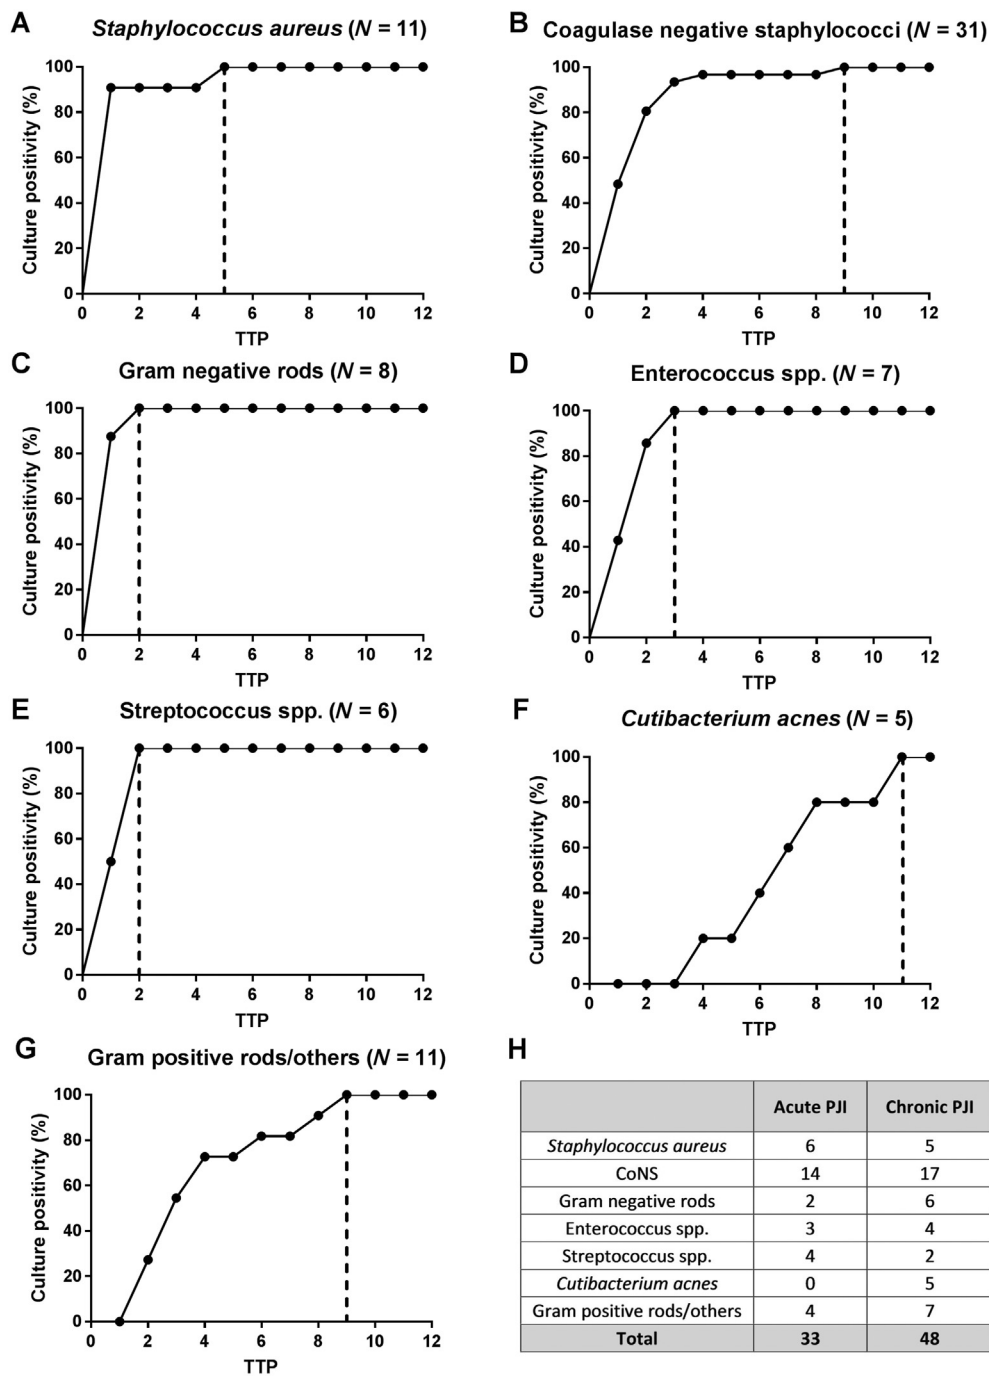 A
Staphylococcus aureus (N = 11)
Culture positivity (%)
100
80
60
40
20
0
0 2 4 6 8 10 12
TTP
B
Coagulase negative staphylococci (N = 31)
Culture positivity (%)
100
80
60
40
20
0
0 2 4 6 8 10 12
TTP
C
Gram negative rods (N = 8)
Culture positivity (%)
100
80
60
40
20
0
0 2 4 6 8 10 12
TTP
D
Enterococcus spp. (N = 7)
Culture positivity (%)
100
80
60
40
20
0
0 2 4 6 8 10 12
TTP
E
Streptococcus spp. (N = 6)
Culture positivity (%)
100
80
60
40
20
0
0 2 4 6 8 10 12
TTP
F
Cutibacterium acnes (N = 5)
Culture positivity (%)
100
80
60
40
20
0
0 2 4 6 8 10 12
TTP
G
Gram positive rods/others (N = 11)
Culture positivity (%)
100
80
60
40
20
0
0 2 4 6 8 10 12
TTP
H
Acute PJI Chronic PJI
Staphylococcus aureus 6 5
CoNS 14 17
Gram negative rods 2 6
Enterococcus spp. 3 4
Streptococcus spp. 4 2
Cutibacterium acnes 0 5
Gram positive rods/others 4 7
Total 33 48